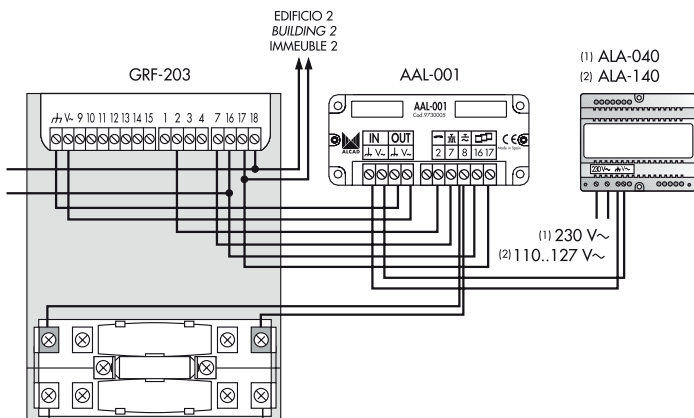 EDIFICIO 2
BUILDING 2
IMMEUBLE 2
GRF-203
AAL-001
(1) ALA-040
(2) ALA-140
V~ 9 10 11 12 13 14 15 1 2 3 4 7 16 17 18
AAL-001
Cod.9730005
ALCAD
IN OUT
V~ V~
2 7 8 16 17
CE
Made in Spain
230 V~ V~
(1) 230 V~
(2) 110..127 V~